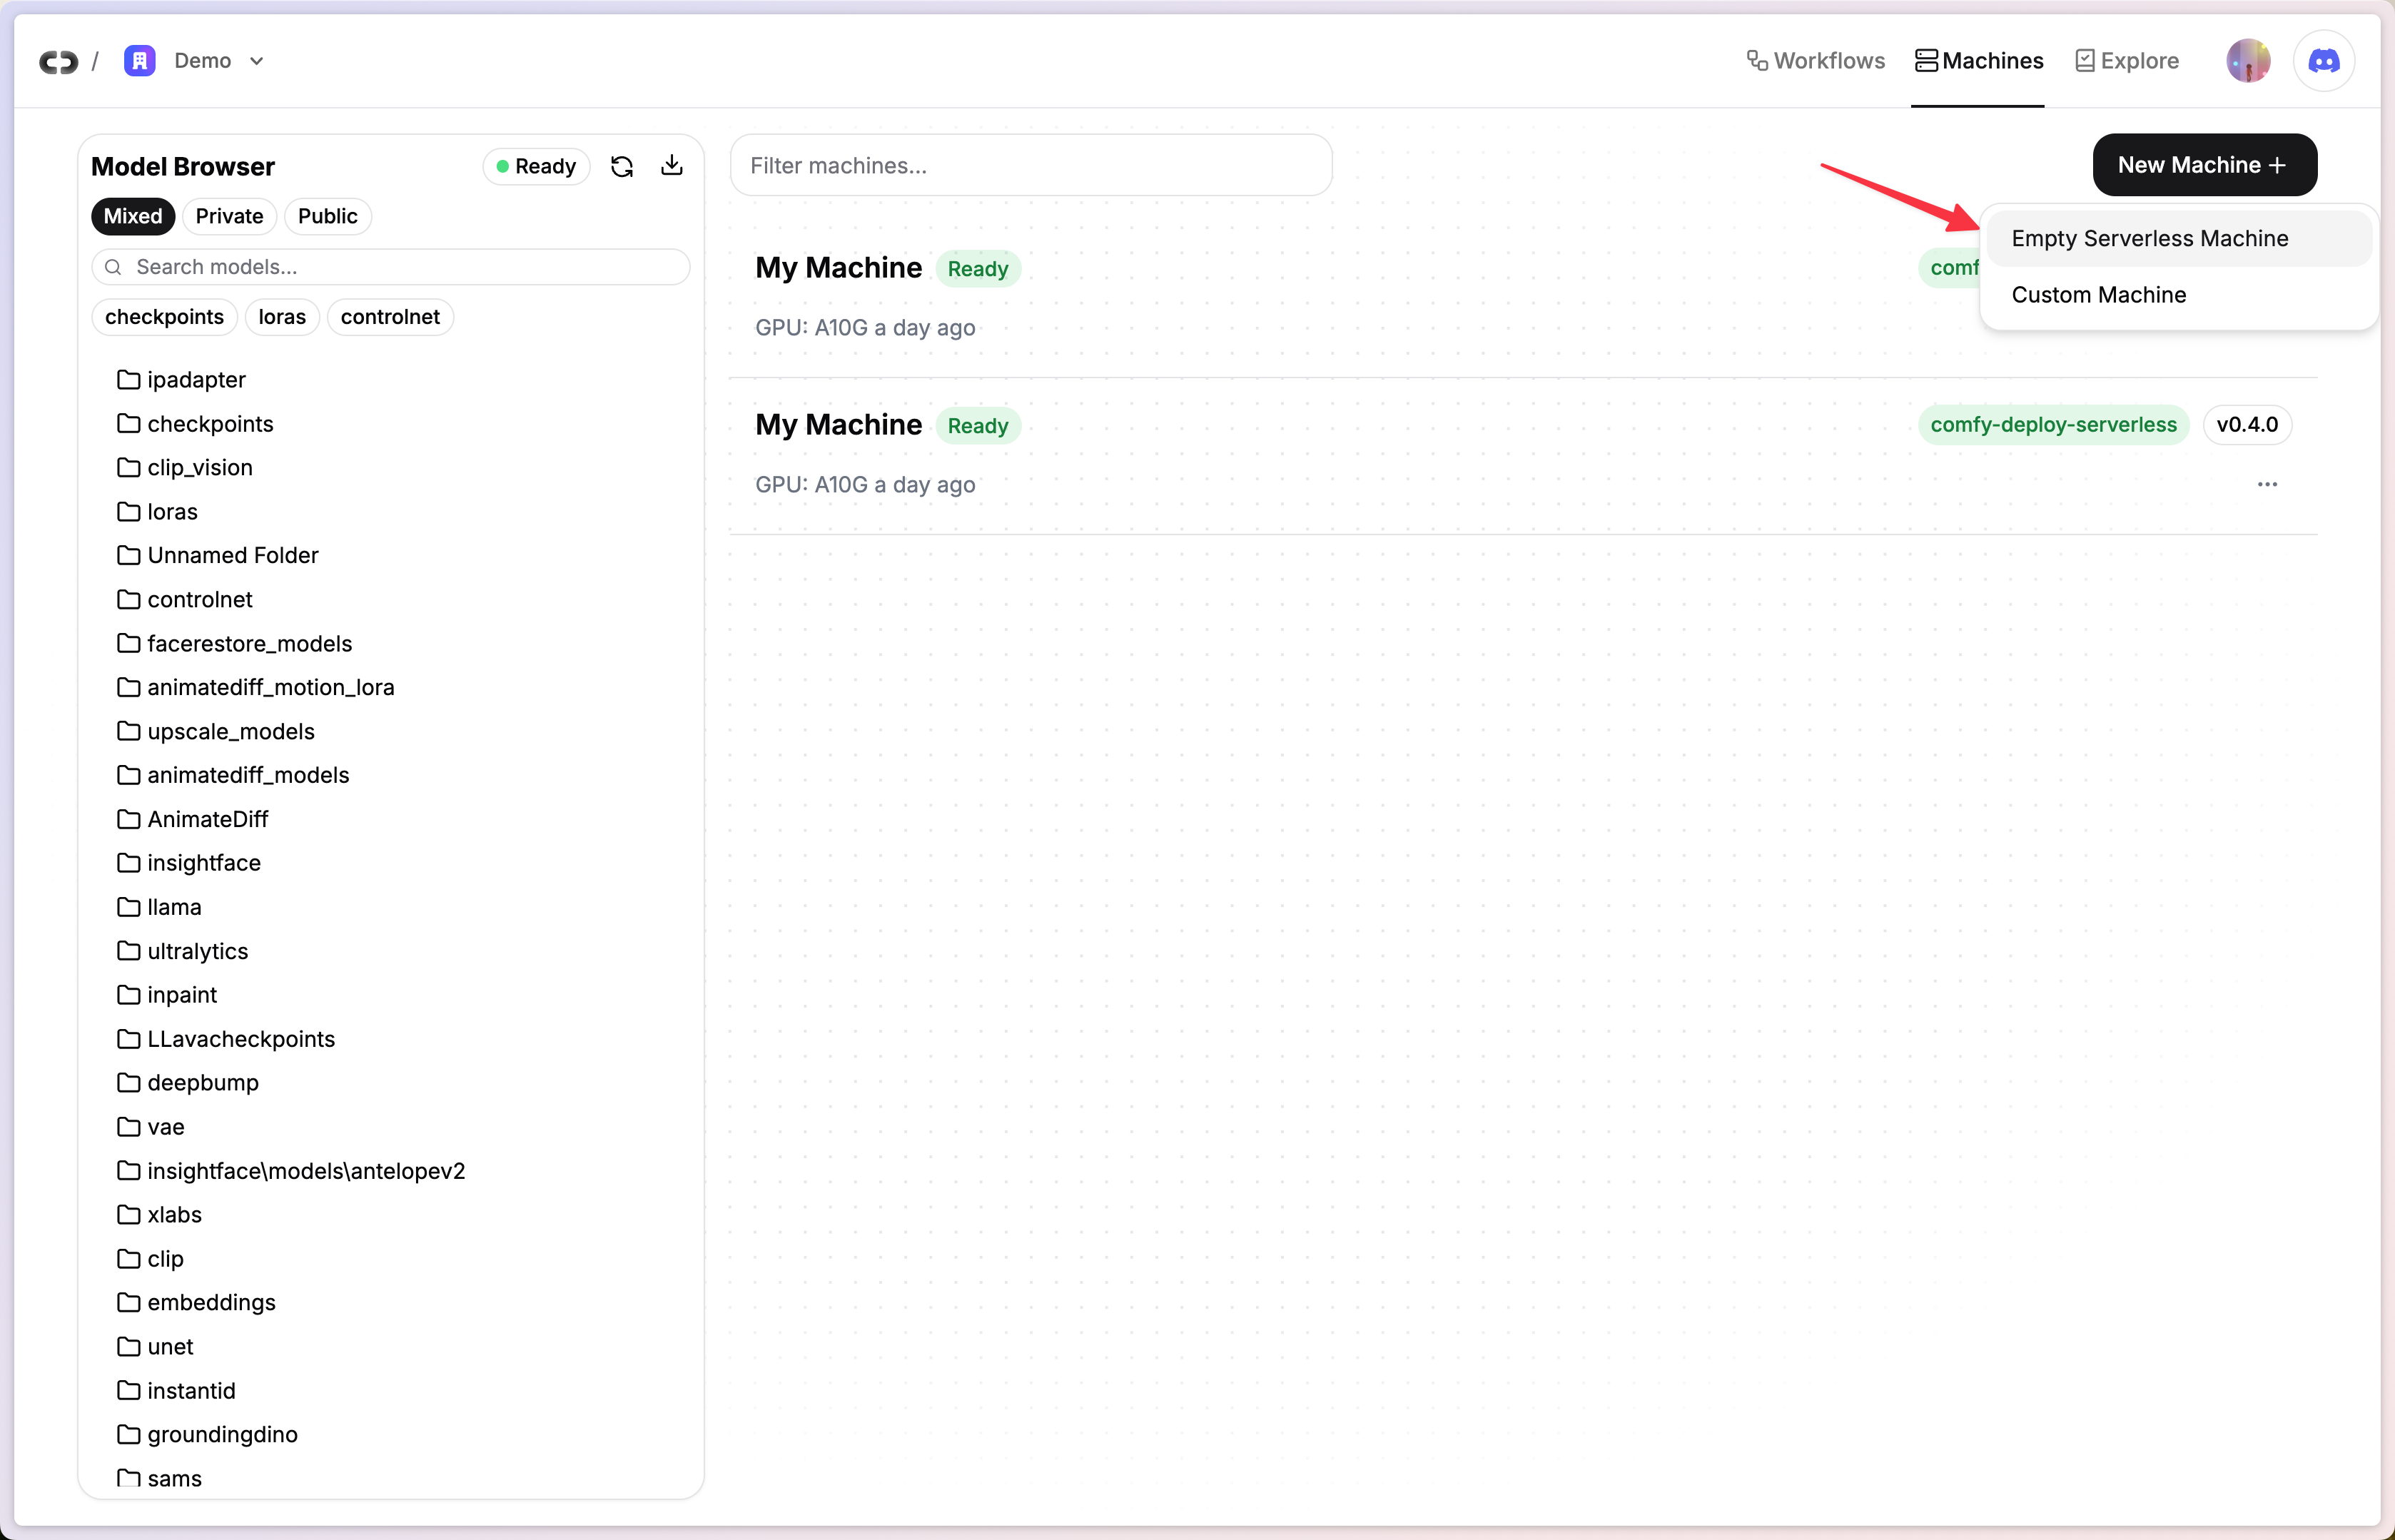 / Demo
Workflows Machines Explore
Model Browser Ready
Mixed Private Public
Search models...
checkpoints loras controlnet
ipadapter
checkpoints
clip_vision
loras
Unnamed Folder
controlnet
facerestore_models
animatediff_motion_lora
upscale_models
animatediff_models
AnimateDiff
insightface
llama
ultralytics
inpaint
LLavacheckpoints
deepbump
vae
insightface\models\antelopev2
xlabs
clip
embeddings
unet
instantid
groundingdino
sams
Filter machines...
New Machine +
Empty Serverless Machine
Custom Machine
My Machine Ready comf
GPU: A10G a day ago
My Machine Ready comfy-deploy-serverless v0.4.0
GPU: A10G a day ago